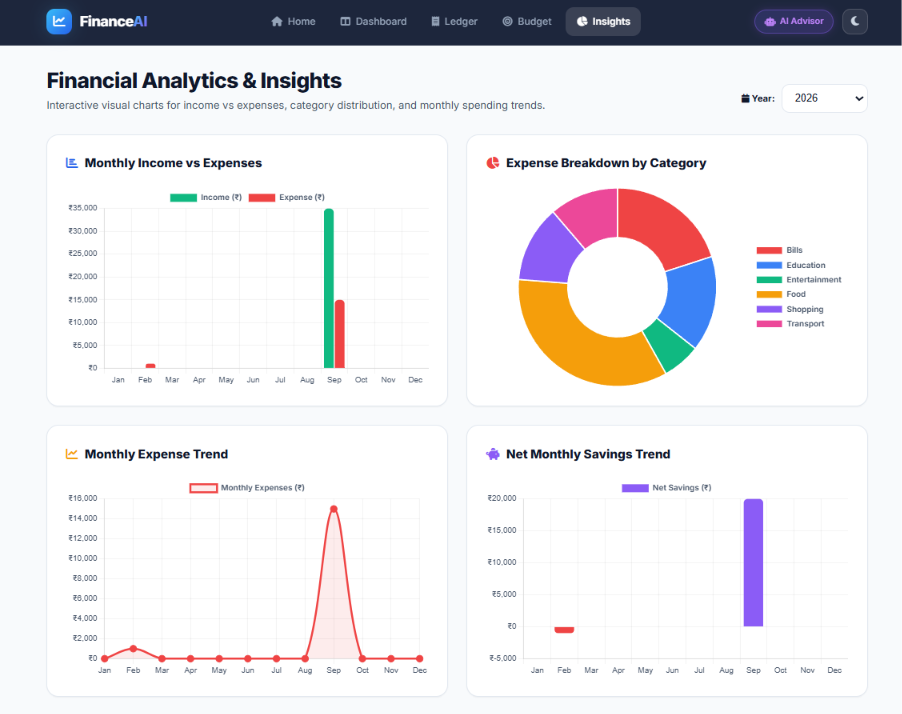 FinanceAI
Home
Dashboard
Ledger
Budget
Insights
AI Advisor
Financial Analytics & Insights
Interactive visual charts for income vs expenses, category distribution, and monthly spending trends.
Year:
2026
Monthly Income vs Expenses
Income (₹) Expense (₹)
₹35,000
₹30,000
₹25,000
₹20,000
₹15,000
₹10,000
₹5,000
₹0
Jan Feb Mar Apr May Jun Jul Aug Sep Oct Nov Dec
Expense Breakdown by Category
Bills
Education
Entertainment
Food
Shopping
Transport
Monthly Expense Trend
Monthly Expenses (₹)
₹16,000
₹14,000
₹12,000
₹10,000
₹8,000
₹6,000
₹4,000
₹2,000
₹0
Jan Feb Mar Apr May Jun Jul Aug Sep Oct Nov Dec
Net Monthly Savings Trend
Net Savings (₹)
₹20,000
₹15,000
₹10,000
₹5,000
₹0
₹-5,000
Jan Feb Mar Apr May Jun Jul Aug Sep Oct Nov Dec